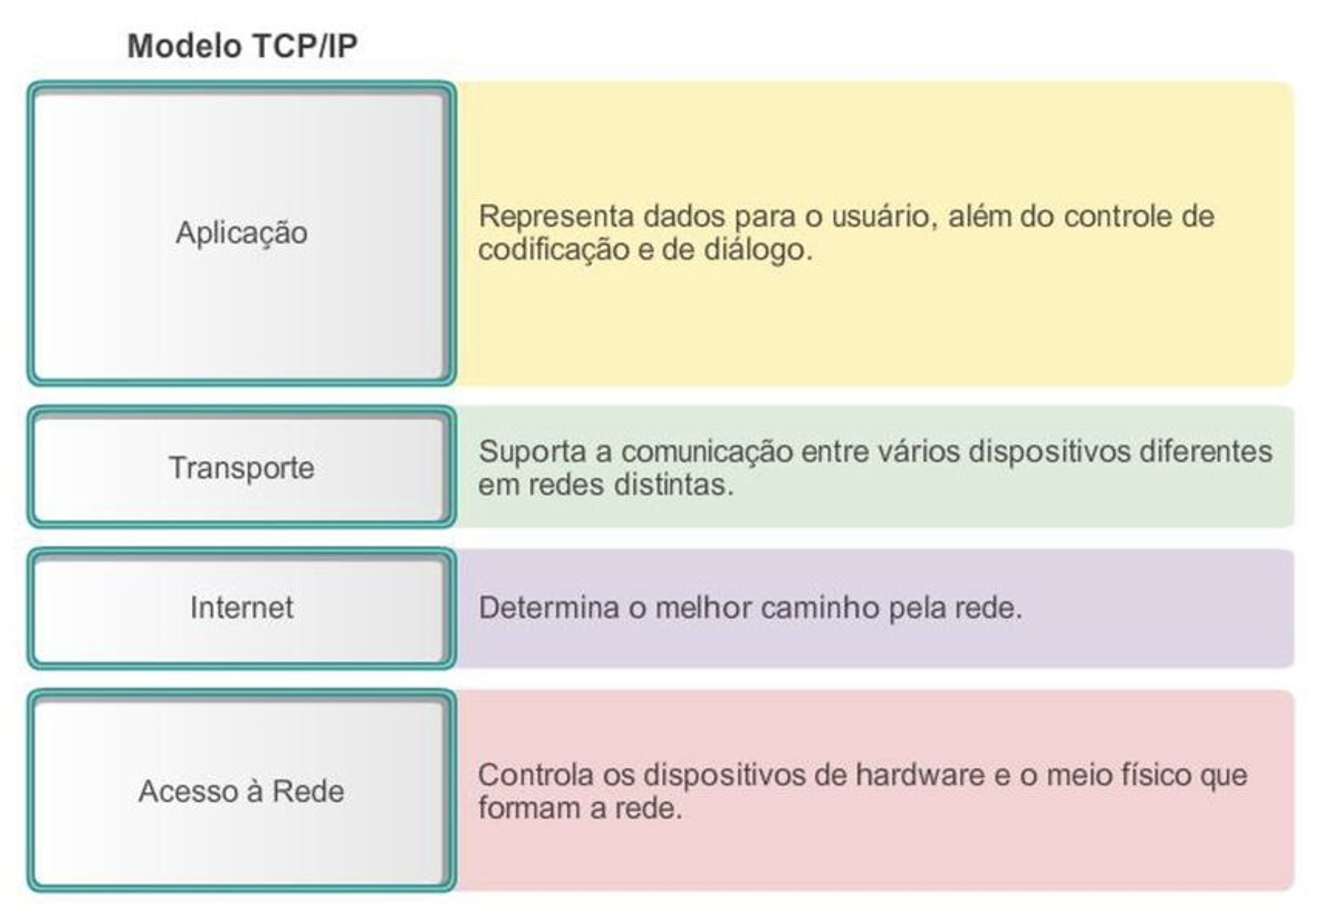 Modelo TCP/IP
Aplicação
Representa dados para o usuário, além do controle de
codificação e de diálogo.
Transporte
Suporta a comunicação entre vários dispositivos diferentes
em redes distintas.
Internet
Determina o melhor caminho pela rede.
Acesso à Rede
Controla os dispositivos de hardware e o meio físico que
formam a rede.